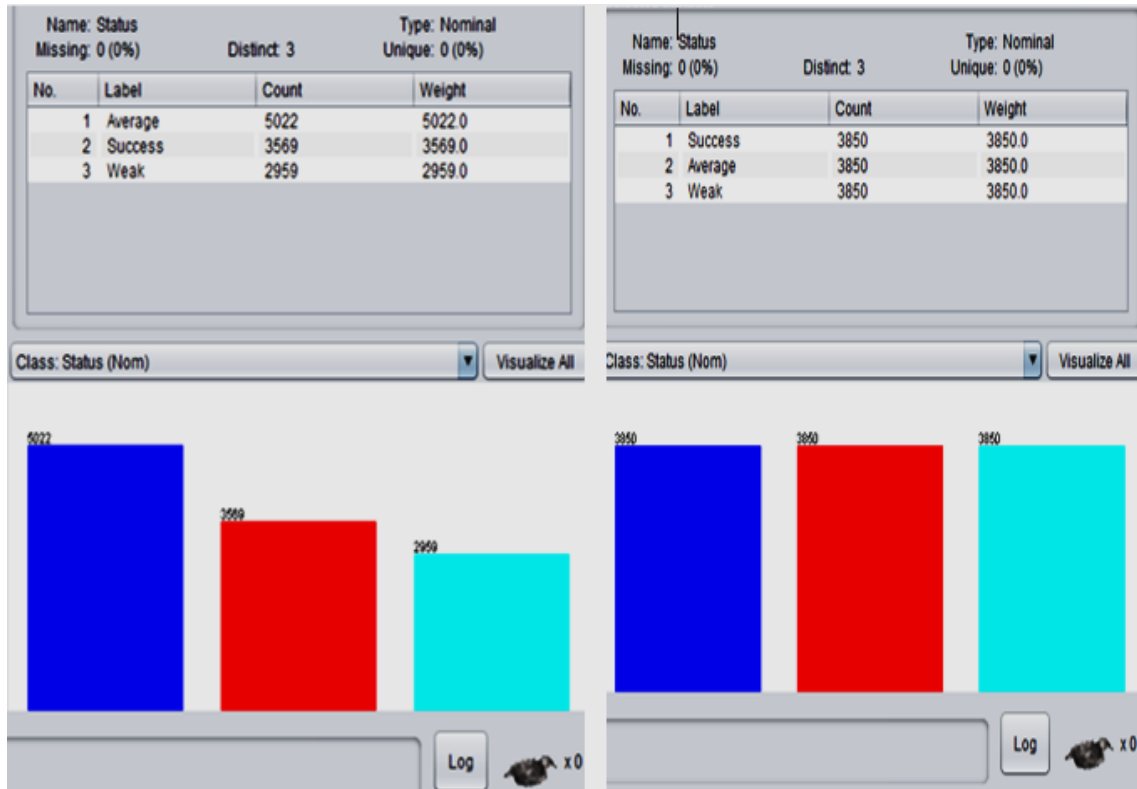 Name: Status Type: Nominal
Missing: 0 (0%) Distinct: 3 Unique: 0 (0%)
No. Label Count Weight
1 Average 5022 5022.0
2 Success 3569 3569.0
3 Weak 2959 2959.0
Class: Status (Nom) Visualize All
5022
3569
2959
Log x 0
Name: Status Type: Nominal
Missing: 0 (0%) Distinct: 3 Unique: 0 (0%)
No. Label Count Weight
1 Success 3850 3850.0
2 Average 3850 3850.0
3 Weak 3850 3850.0
Class: Status (Nom) Visualize All
3850 3850 3850
Log x 0